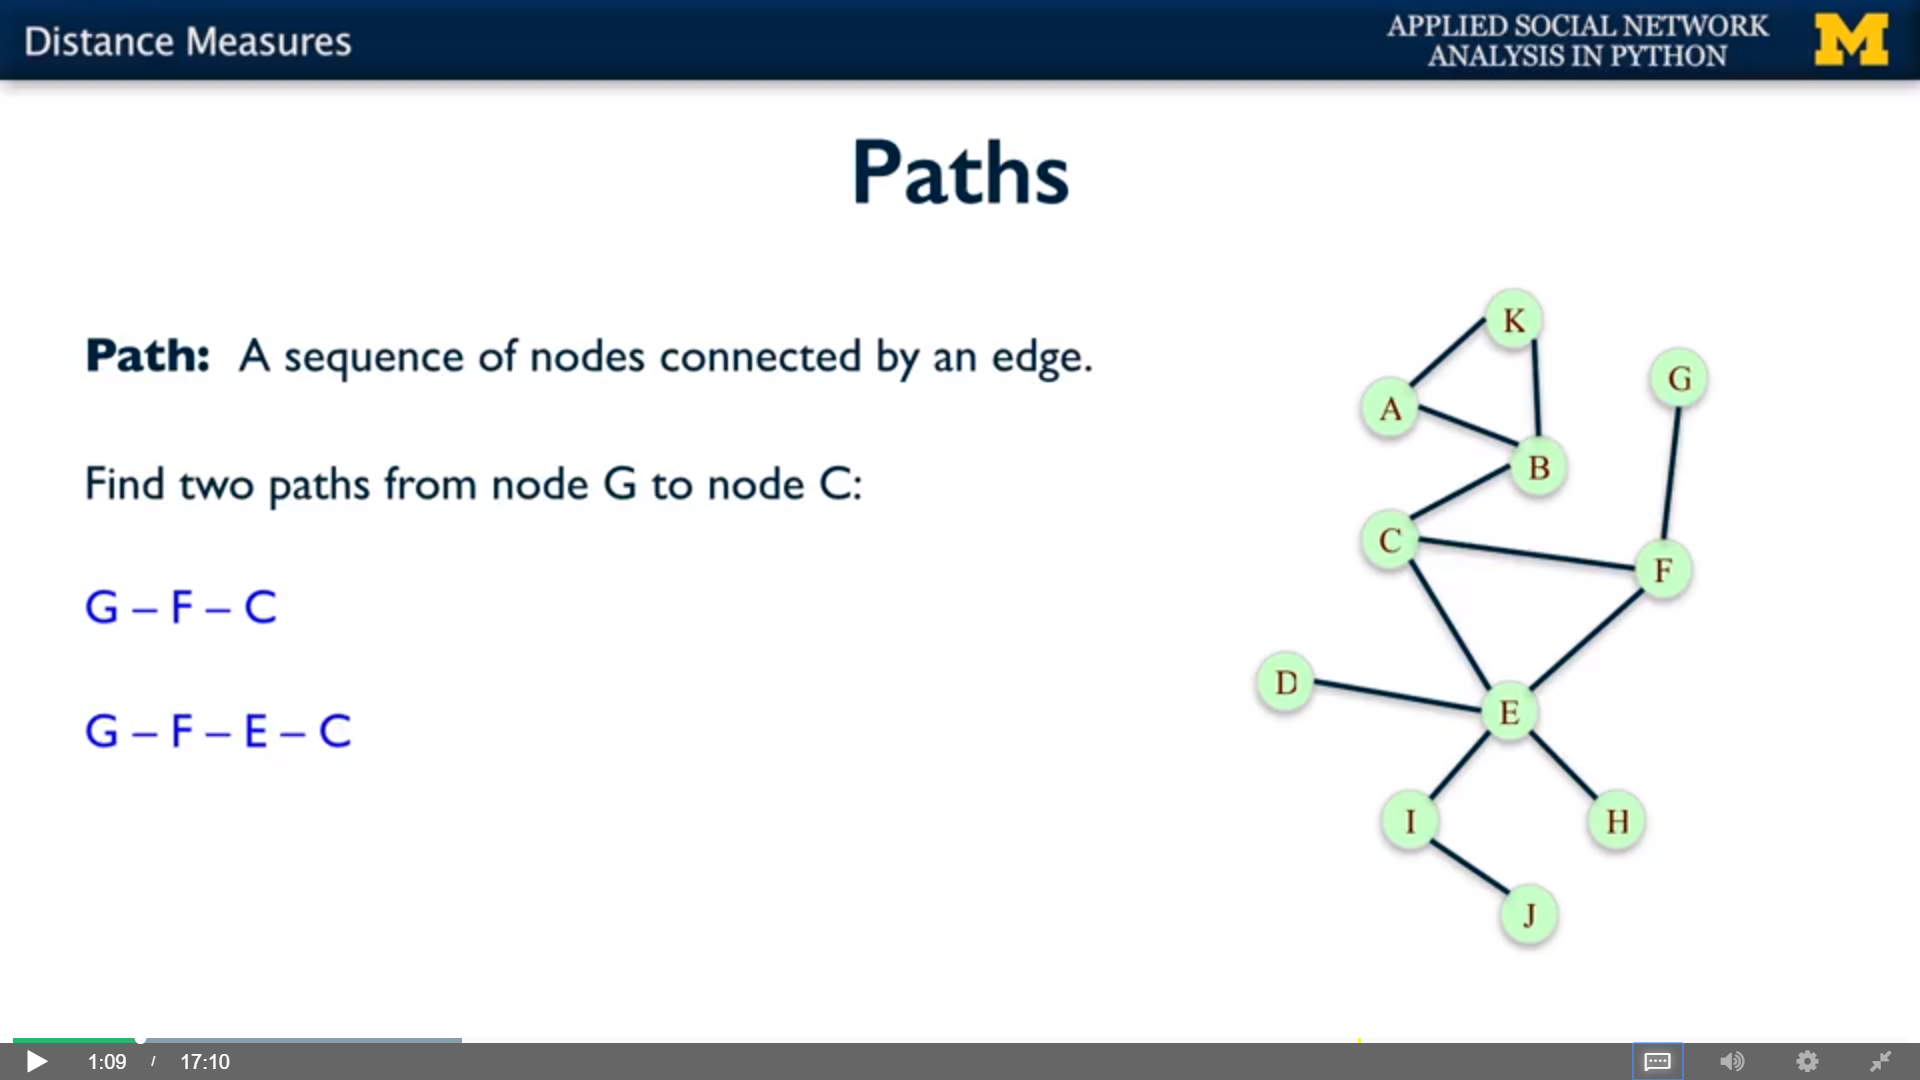 Distance Measures
APPLIED SOCIAL NETWORK
ANALYSIS IN PYTHON
M
Paths
Path: A sequence of nodes connected by an edge.
Find two paths from node G to node C:
G – F – C
G – F – E – C
K
G
A
B
C
F
D
E
I
H
J
1:09 / 17:10